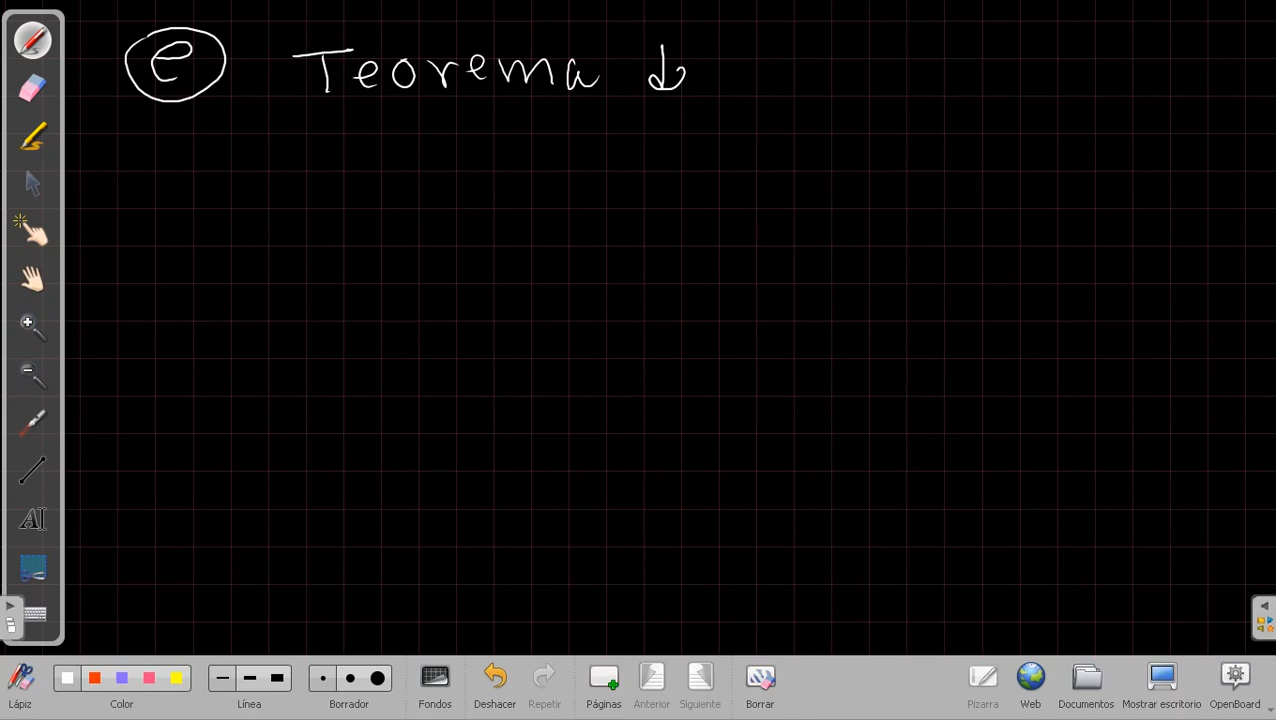 e Teorema
Lápiz Color Línea Borrador Fondos Deshacer Repetir Páginas Anterior Siguiente Borrar Pizarra Web Documentos Mostrar escritorio OpenBoard